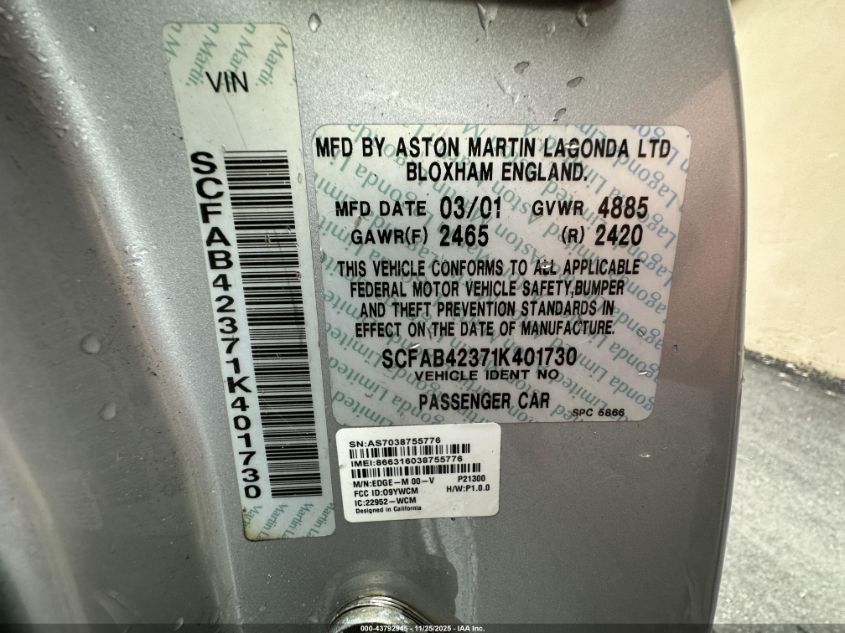 VIN
SCFAB42371K401730
MFD BY ASTON MARTIN LAGONDA LTD
BLOXHAM ENGLAND.
MFD DATE 03/01 GVWR 4885
GAWR(F) 2465 (R) 2420
THIS VEHICLE CONFORMS TO ALL APPLICABLE
FEDERAL MOTOR VEHICLE SAFETY,BUMPER
AND THEFT PREVENTION STANDARDS IN
EFFECT ON THE DATE OF MANUFACTURE.
SCFAB42371K401730
VEHICLE IDENT NO
PASSENGER CAR
SPC 5866
SN:AS7038755776
IMEI:866316038755776
M/N:EDGE-M 00-V P21300
FCC ID:O9YWCM H/W:P1.0.0
IC:22952-WCM
Designed in California
000-43792945 - 11/25/2025 - IAA Inc.